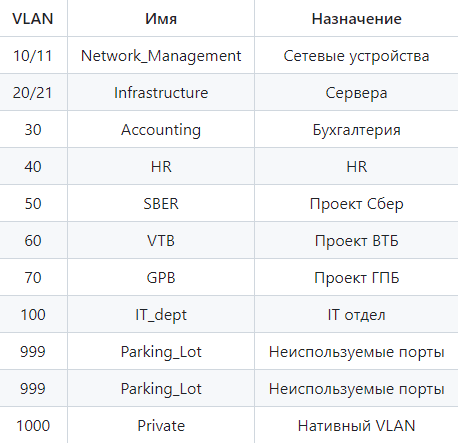 VLAN Имя Назначение
10/11 Network_Management Сетевые устройства
20/21 Infrastructure Сервера
30 Accounting Бухгалтерия
40 HR HR
50 SBER Проект Сбер
60 VTB Проект ВТБ
70 GPB Проект ГПБ
100 IT_dept IT отдел
999 Parking_Lot Неиспользуемые порты
999 Parking_Lot Неиспользуемые порты
1000 Private Нативный VLAN